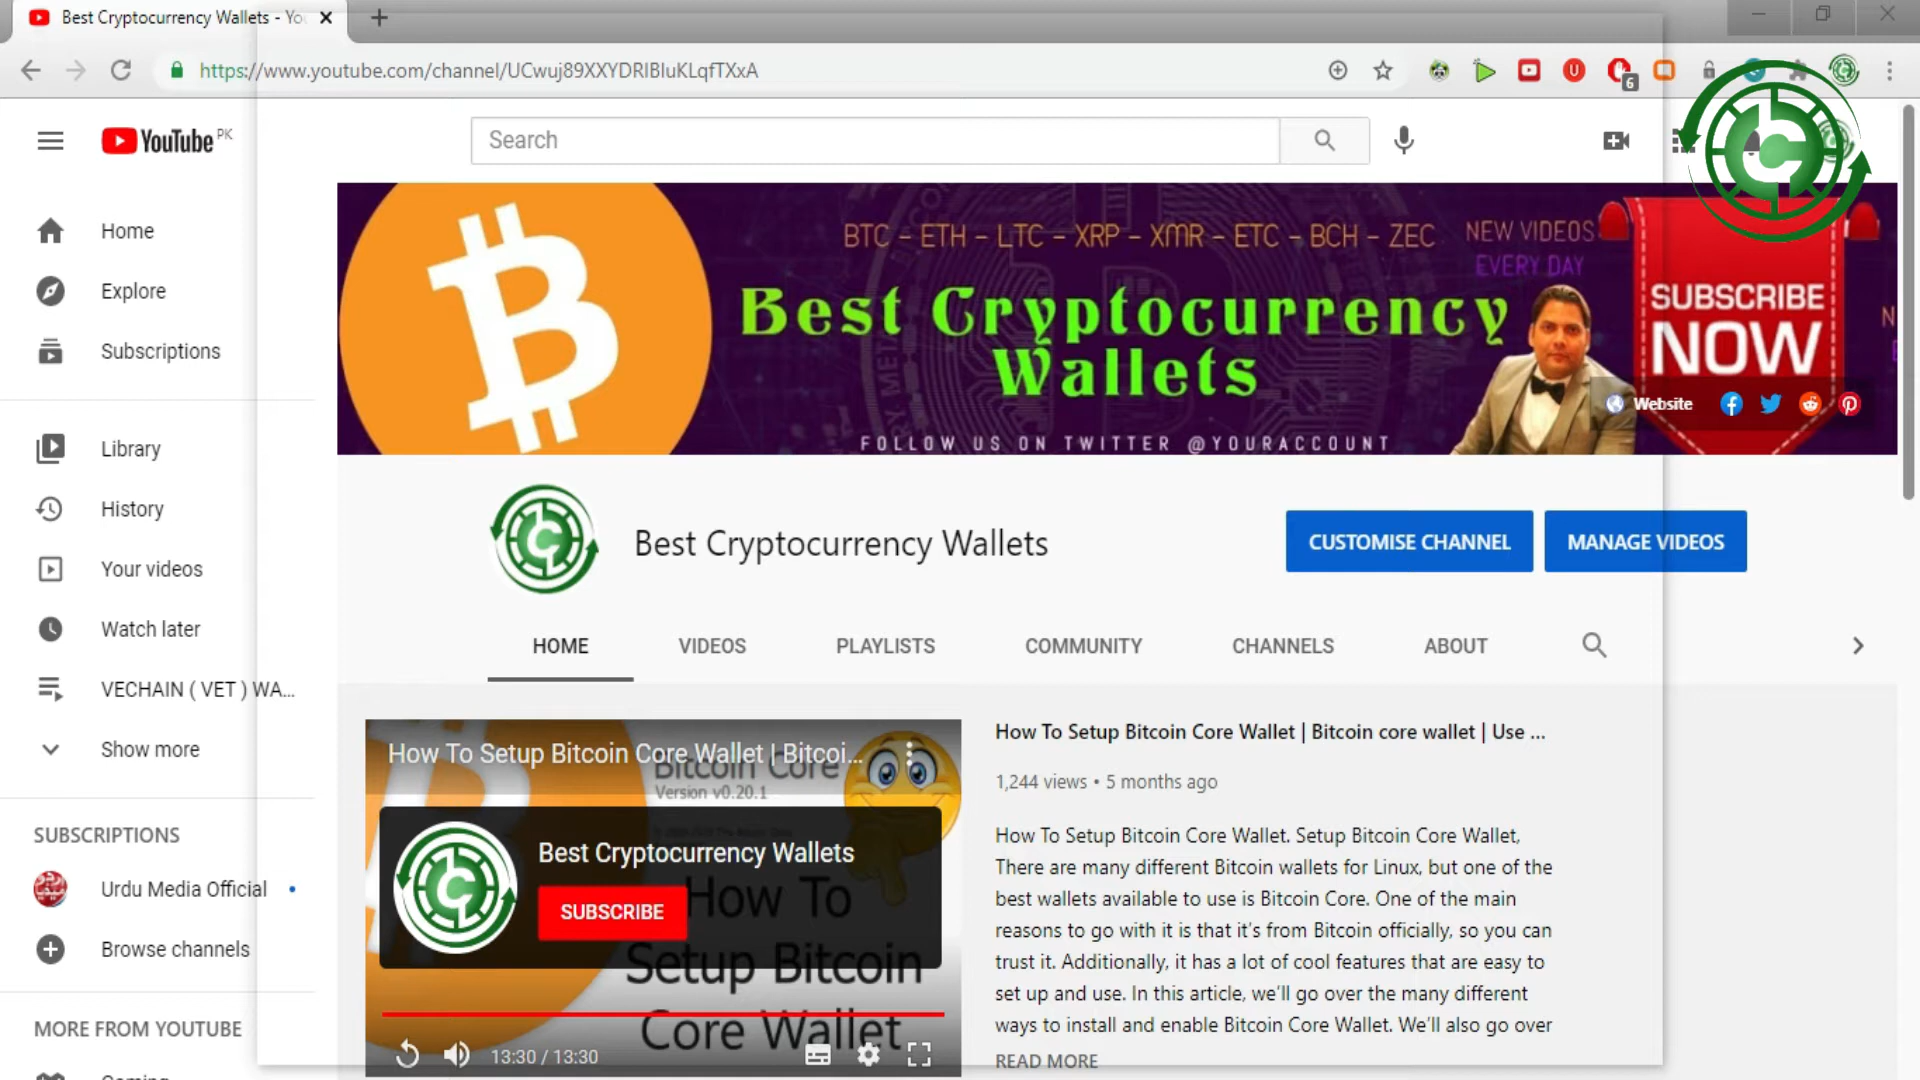 Best Cryptocurrency Wallets - Yo
https://www.youtube.com/channel/UCwuj89XXYDRIBIuKLqfTXxA
6
YouTube PK
Search
Home
Explore
Subscriptions
Library
History
Your videos
Watch later
VECHAIN ( VET ) WA...
Show more
SUBSCRIPTIONS
Urdu Media Official
Browse channels
MORE FROM YOUTUBE
BTC - ETH - LTC - XRP - XMR - ETC - BCH - ZEC
NEW VIDEOS
EVERY DAY
Best Cryptocurrency
Wallets
FOLLOW US ON TWITTER @YOURACCOUNT
SUBSCRIBE
NOW
Website
Best Cryptocurrency Wallets
CUSTOMISE CHANNEL
MANAGE VIDEOS
HOME
VIDEOS
PLAYLISTS
COMMUNITY
CHANNELS
ABOUT
How To Setup Bitcoin Core Wallet | Bitcoi...
Bitcoin Core
Version v0.20.1
Best Cryptocurrency Wallets
SUBSCRIBE
How To
Setup Bitcoin
Core Wallet
13:30 / 13:30
How To Setup Bitcoin Core Wallet | Bitcoin core wallet | Use ...
1,244 views • 5 months ago
How To Setup Bitcoin Core Wallet. Setup Bitcoin Core Wallet,
There are many different Bitcoin wallets for Linux, but one of the
best wallets available to use is Bitcoin Core. One of the main
reasons to go with it is that it's from Bitcoin officially, so you can
trust it. Additionally, it has a lot of cool features that are easy to
set up and use. In this article, we'll go over the many different
ways to install and enable Bitcoin Core Wallet. We'll also go over
READ MORE